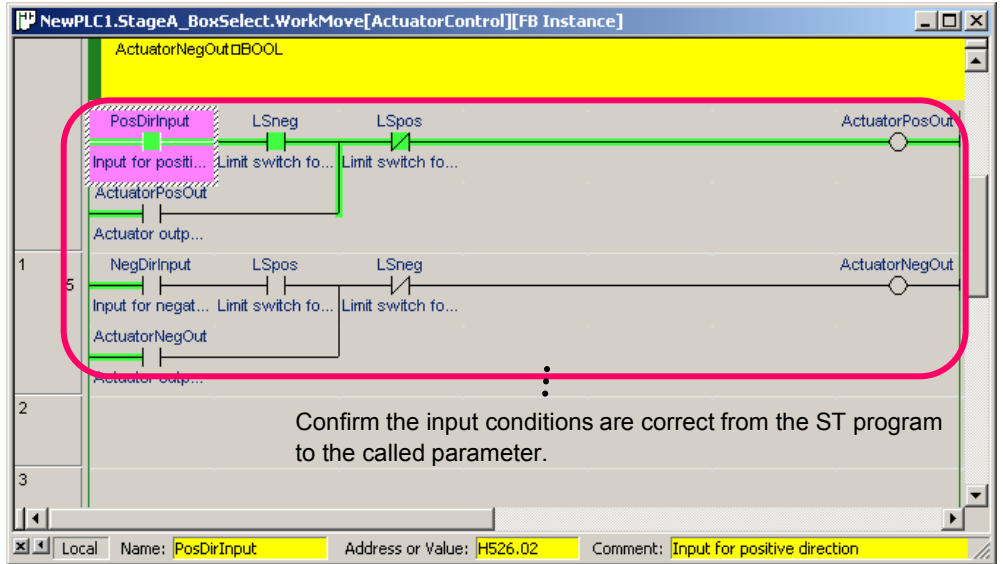 NewPLC1.StageA_BoxSelect.WorkMove[ActuatorControl][FB Instance]
ActuatorNegOut□BOOL
PosDirInput LSneg LSpos ActuatorPosOut
Input for positi... Limit switch fo... Limit switch fo...
ActuatorPosOut
Actuator outp...
1 NegDirInput LSpos LSneg ActuatorNegOut
5
Input for negat... Limit switch fo... Limit switch fo...
ActuatorNegOut
Actuator outp...
2
Confirm the input conditions are correct from the ST program
to the called parameter.
3
Local Name: PosDirInput Address or Value: H526.02 Comment: Input for positive direction